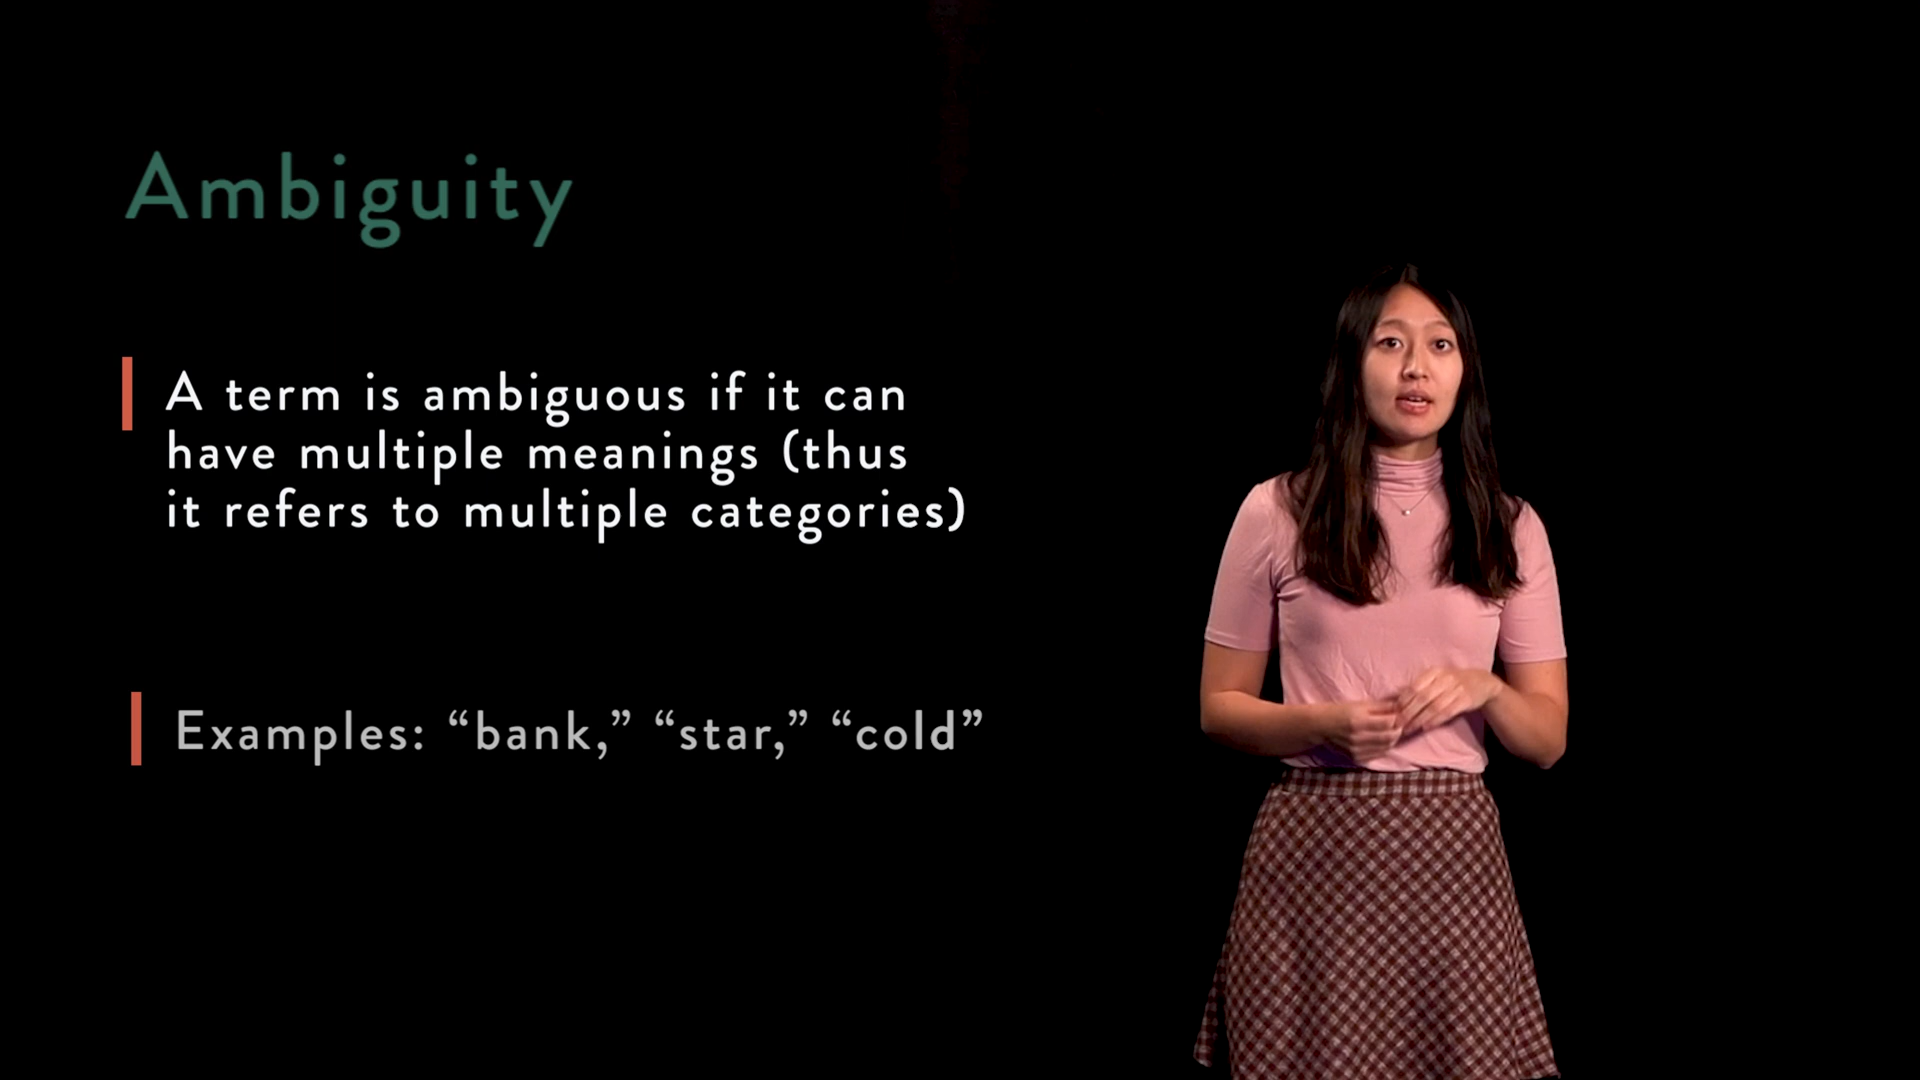 Ambiguity
A term is ambiguous if it can
have multiple meanings (thus
it refers to multiple categories)
Examples: “bank,” “star,” “cold”